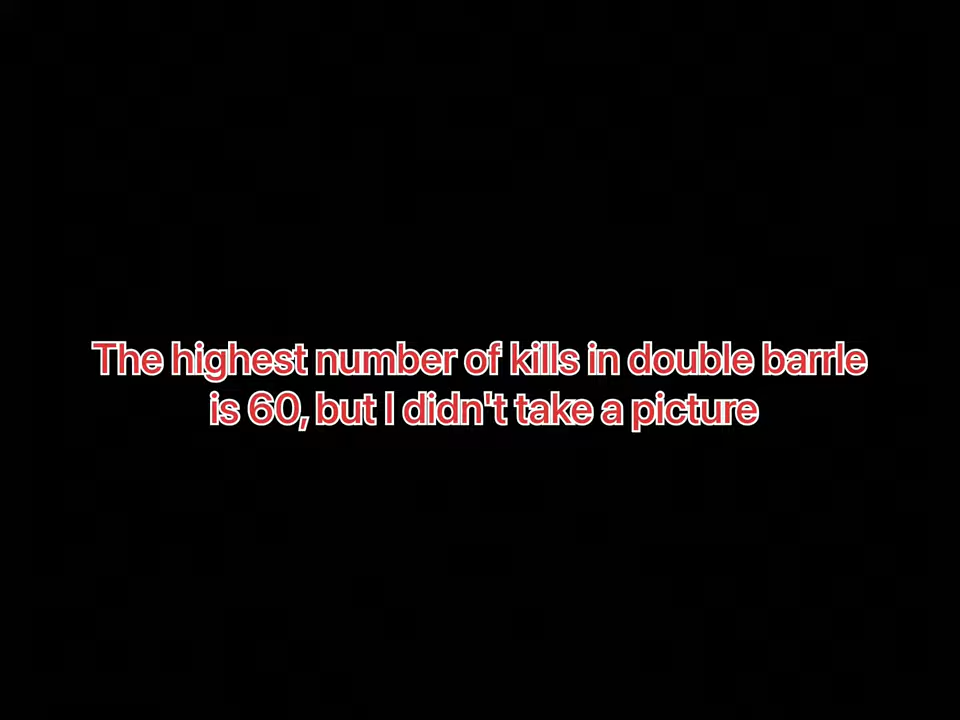 The highest number of kills in double barrle
is 60, but I didn't take a picture